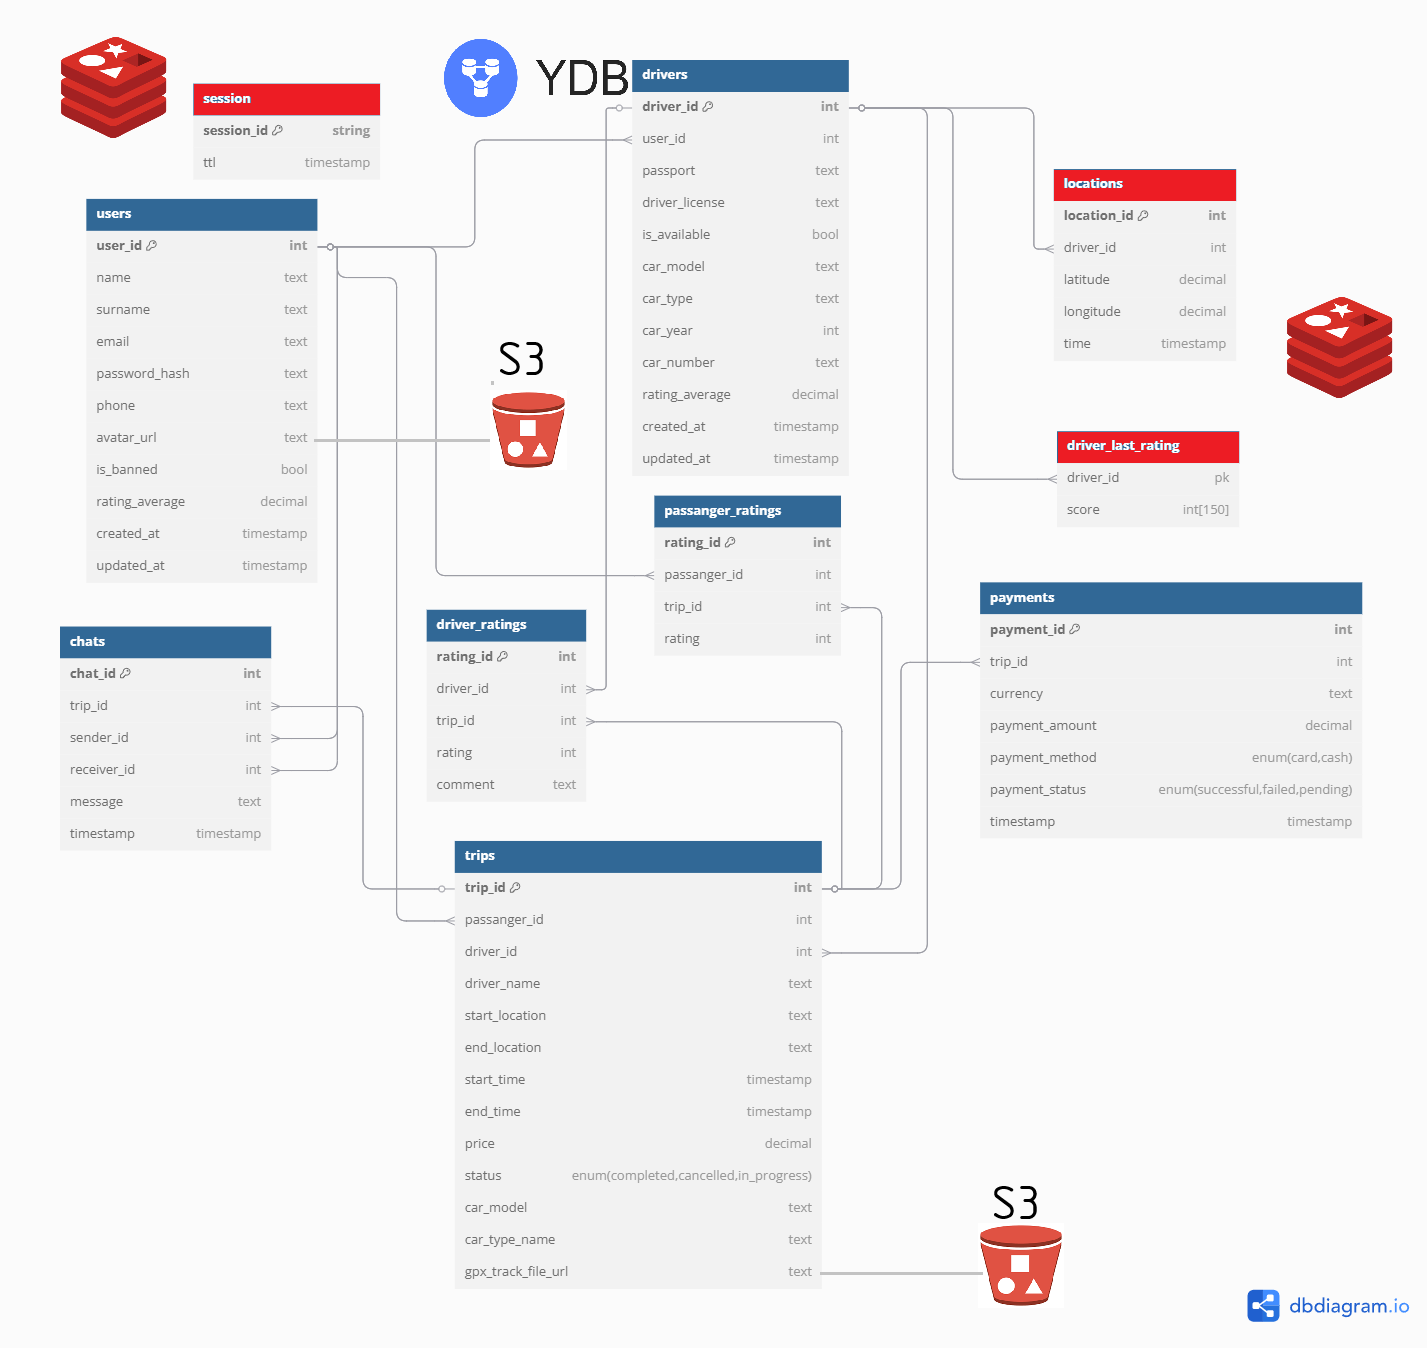 session
session_id string
ttl timestamp
YDB
drivers
driver_id int
user_id int
passport text
driver_license text
is_available bool
car_model text
car_type text
car_year int
car_number text
rating_average decimal
created_at timestamp
updated_at timestamp
locations
location_id int
driver_id int
latitude decimal
longitude decimal
time timestamp
users
user_id int
name text
surname text
email text
password_hash text
phone text
avatar_url text
is_banned bool
rating_average decimal
created_at timestamp
updated_at timestamp
S3
driver_last_rating
driver_id pk
score int[150]
passanger_ratings
rating_id int
passanger_id int
trip_id int
rating int
payments
payment_id int
trip_id int
currency text
payment_amount decimal
payment_method enum(card,cash)
payment_status enum(successful,failed,pending)
timestamp timestamp
driver_ratings
rating_id int
driver_id int
trip_id int
rating int
comment text
chats
chat_id int
trip_id int
sender_id int
receiver_id int
message text
timestamp timestamp
trips
trip_id int
passanger_id int
driver_id int
driver_name text
start_location text
end_location text
start_time timestamp
end_time timestamp
price decimal
status enum(completed,cancelled,in_progress)
car_model text
car_type_name text
gpx_track_file_url text
S3
dbdiagram.io